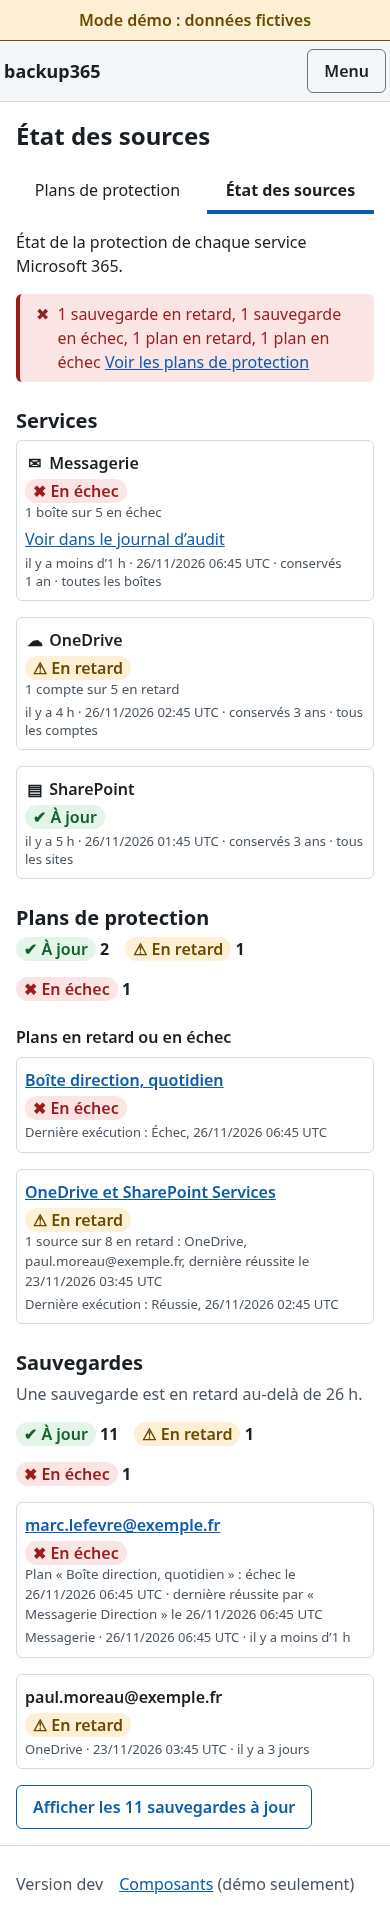 Mode démo : données fictives
backup365
Menu
État des sources
Plans de protection
État des sources
État de la protection de chaque service
Microsoft 365.
✖ 1 sauvegarde en retard, 1 sauvegarde
en échec, 1 plan en retard, 1 plan en
échec Voir les plans de protection
Services
✉ Messagerie
✖ En échec
1 boîte sur 5 en échec
Voir dans le journal d’audit
il y a moins d’1 h · 26/11/2026 06:45 UTC · conservés
1 an · toutes les boîtes
☁ OneDrive
⚠ En retard
1 compte sur 5 en retard
il y a 4 h · 26/11/2026 02:45 UTC · conservés 3 ans · tous
les comptes
▤ SharePoint
✔ À jour
il y a 5 h · 26/11/2026 01:45 UTC · conservés 3 ans · tous
les sites
Plans de protection
✔ À jour 2 ⚠ En retard 1
✖ En échec 1
Plans en retard ou en échec
Boîte direction, quotidien
✖ En échec
Dernière exécution : Échec, 26/11/2026 06:45 UTC
OneDrive et SharePoint Services
⚠ En retard
1 source sur 8 en retard : OneDrive,
paul.moreau@exemple.fr, dernière réussite le
23/11/2026 03:45 UTC
Dernière exécution : Réussie, 26/11/2026 02:45 UTC
Sauvegardes
Une sauvegarde est en retard au-delà de 26 h.
✔ À jour 11 ⚠ En retard 1
✖ En échec 1
marc.lefevre@exemple.fr
✖ En échec
Plan « Boîte direction, quotidien » : échec le
26/11/2026 06:45 UTC · dernière réussite par «
Messagerie Direction » le 26/11/2026 06:45 UTC
Messagerie · 26/11/2026 06:45 UTC · il y a moins d’1 h
paul.moreau@exemple.fr
⚠ En retard
OneDrive · 23/11/2026 03:45 UTC · il y a 3 jours
Afficher les 11 sauvegardes à jour
Version dev Composants (démo seulement)